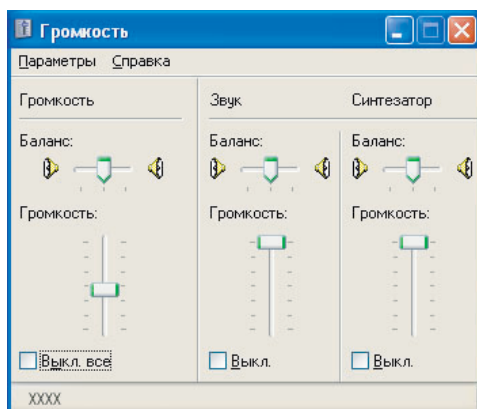 Громкость
Параметры Справка
Громкость Звук Синтезатор
Баланс: Баланс: Баланс:
Громкость: Громкость: Громкость:
Выкл. все Выкл. Выкл.
XXXX